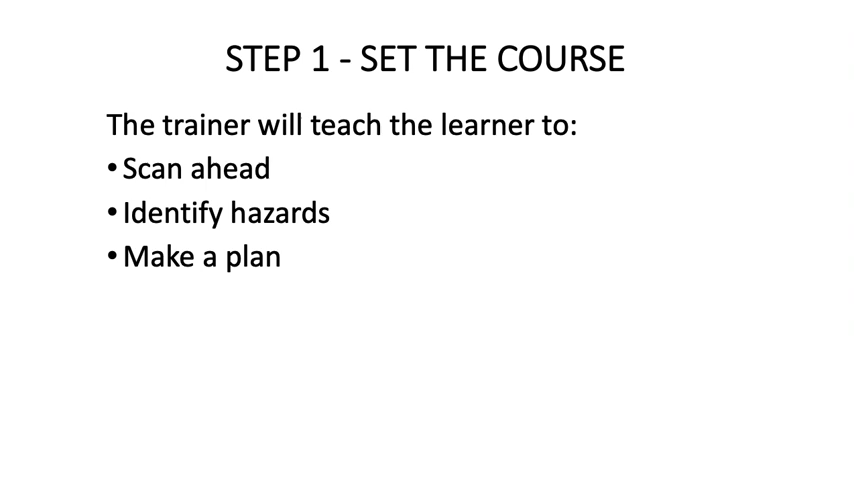 STEP 1 - SET THE COURSE
The trainer will teach the learner to:
• Scan ahead
• Identify hazards
• Make a plan